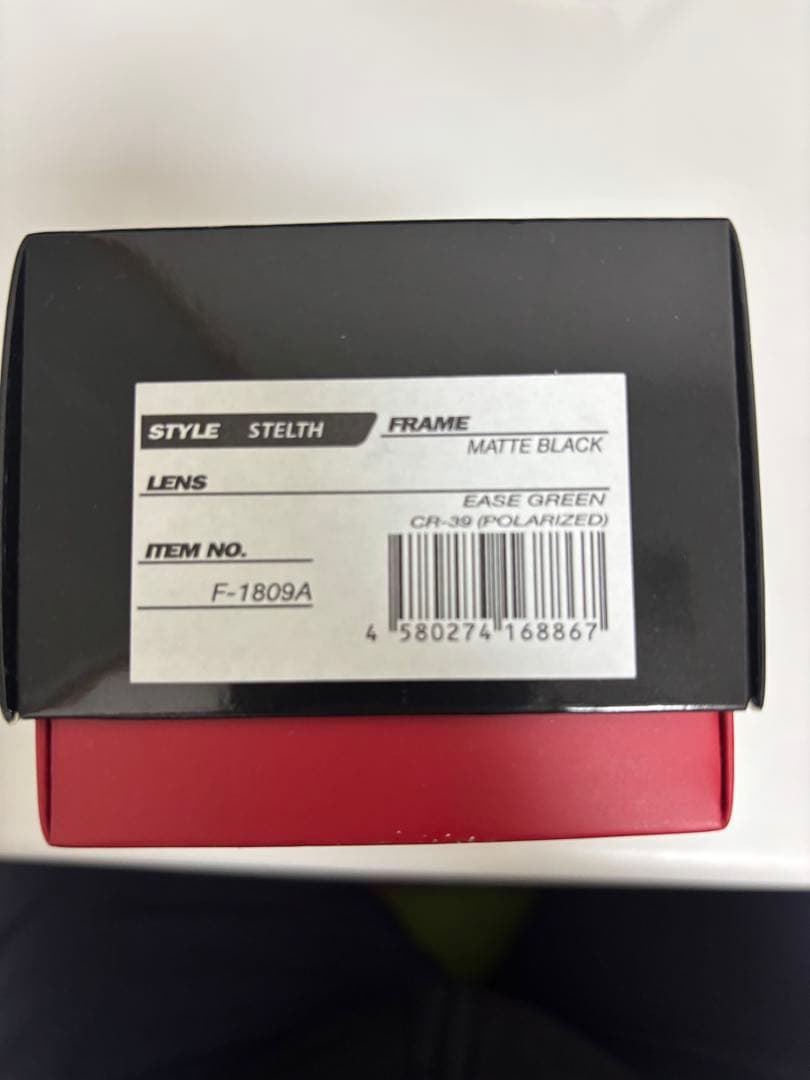 STYLE STELTH
FRAME
MATTE BLACK
LENS
EASE GREEN
CR-39 (POLARIZED)
ITEM NO.
F-1809A
4 580274 168867